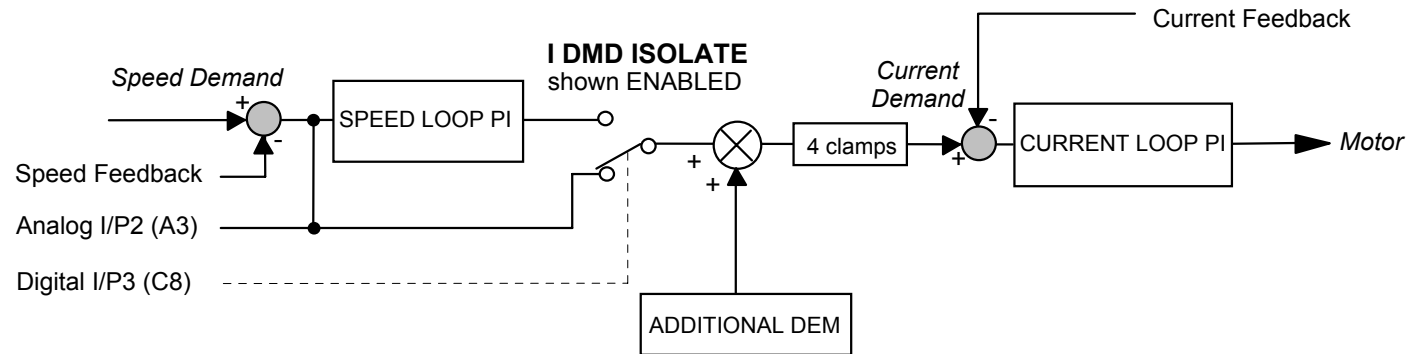 Current Feedback
I DMD ISOLATE
shown ENABLED
Speed Demand
Current
Demand
+
-
SPEED LOOP PI
4 clamps
-
+
CURRENT LOOP PI
Motor
+
+
Speed Feedback
Analog I/P2 (A3)
Digital I/P3 (C8)
ADDITIONAL DEM